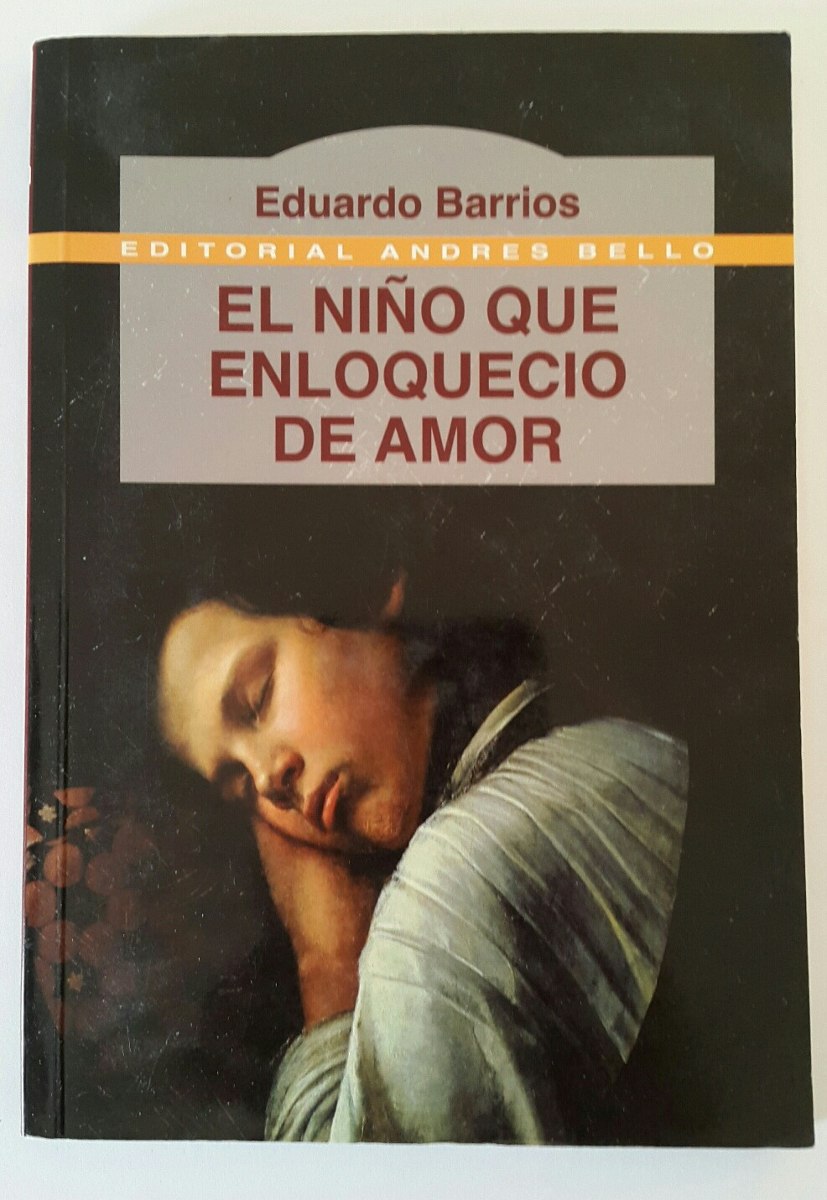 Eduardo Barrios
EDITORIAL ANDRES BELLO
EL NIÑO QUE
ENLOQUECIO
DE AMOR